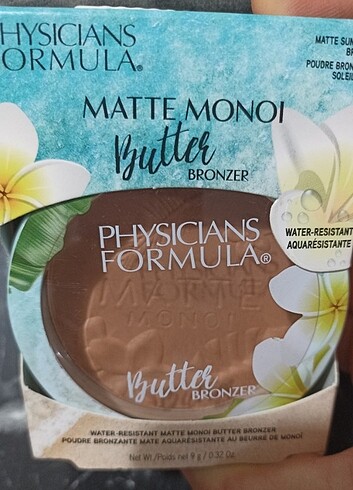 PHYSICIANS
FORMULA®
MATTE SUN
POUDRE BRON
SOLEIL
MATTE MONOI
Butter
BRONZER
WATER-RESISTANT
AQUARÉSISTANTE
PHYSICIANS
FORMULA®
MONOI
Butter
BRONZER
WATER-RESISTANT MATTE MONOI BUTTER BRONZER
POUDRE BRONZANTE MATE AQUARÉSISTANTE AU BEURRE DE MONOÏ
Net Wt./Poids net 9 g / 0.32 Oz.